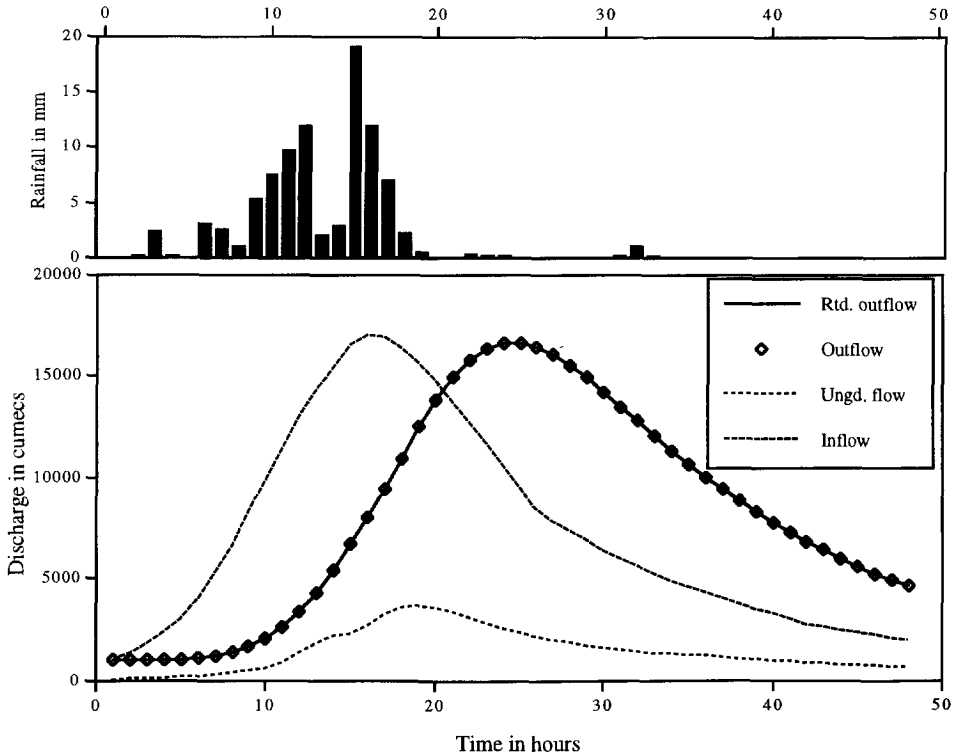 0 10 20 30 40 50
20
15
10
5
0
Rainfall in mm
20000
15000
10000
5000
0
Discharge in cumecs
Rtd. outflow
Outflow
Ungd. flow
Inflow
0 10 20 30 40 50
Time in hours